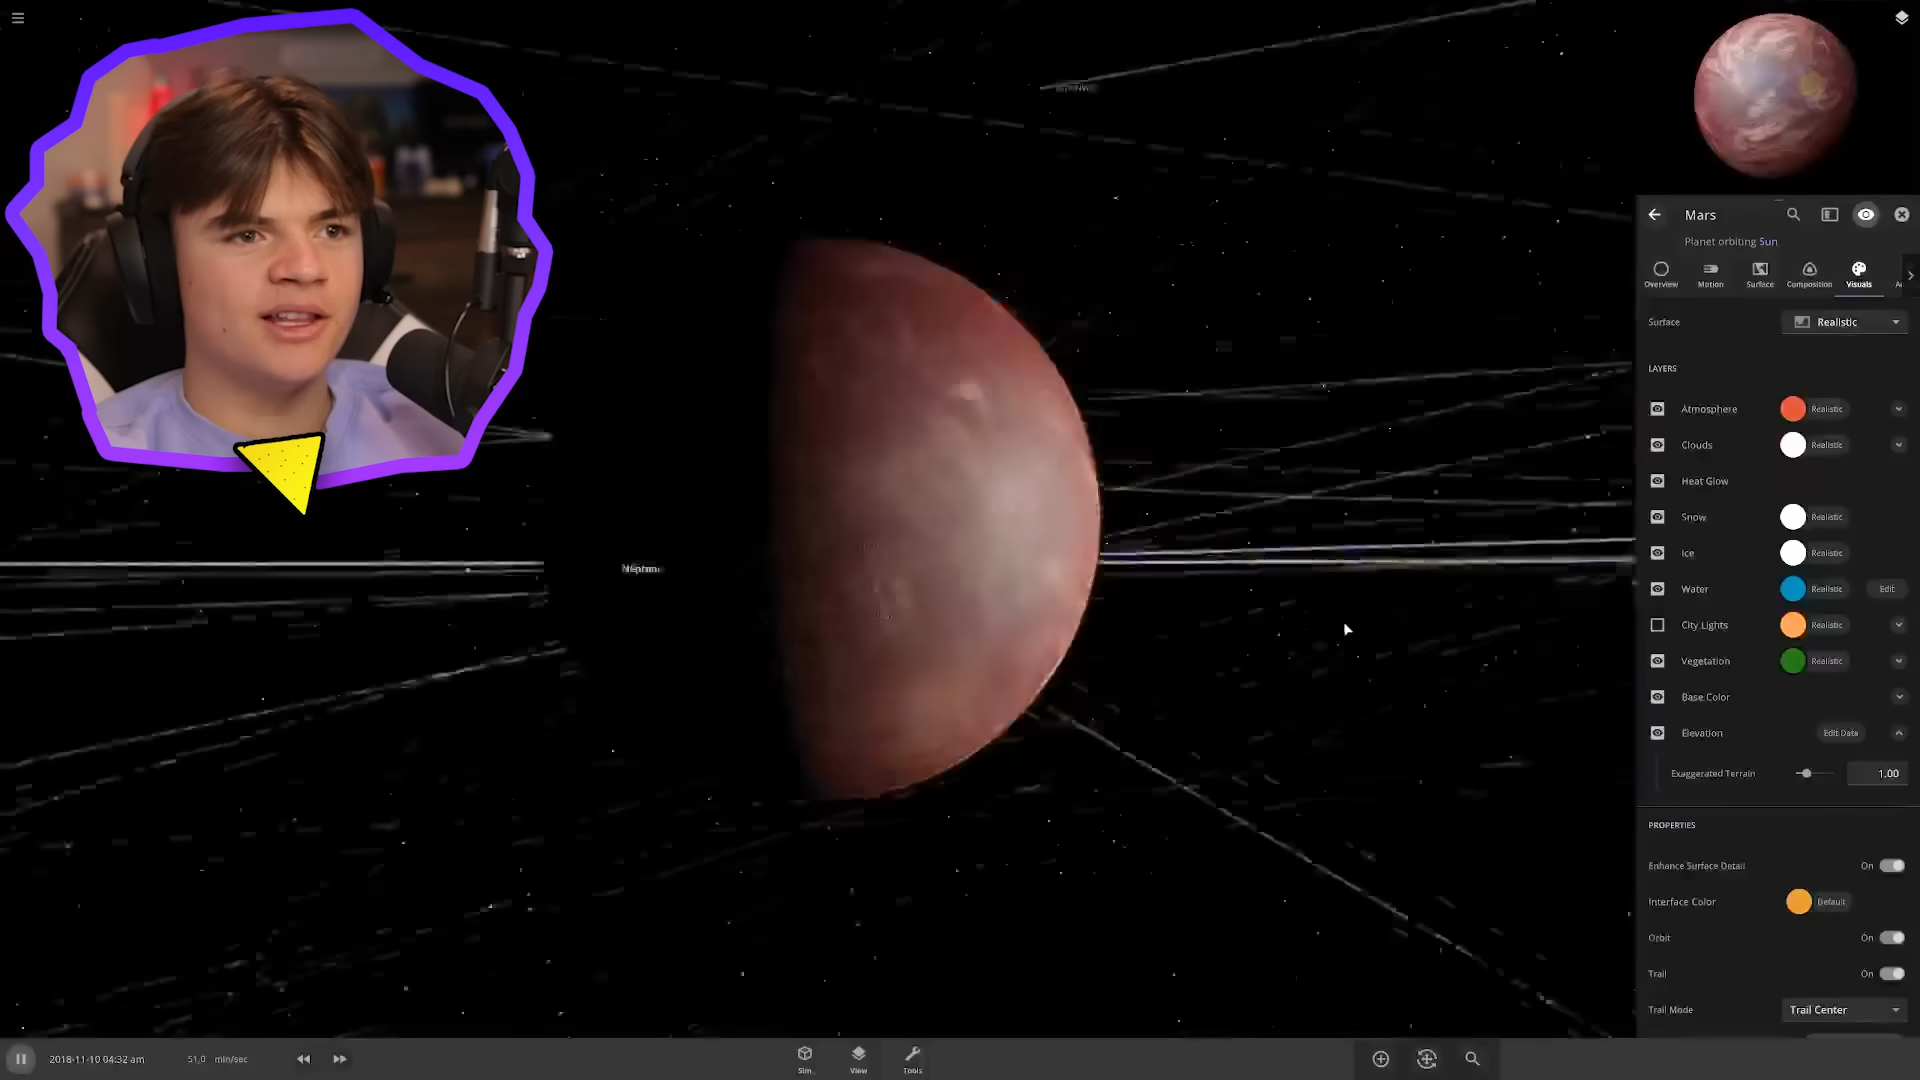 Mars
Planet orbiting Sun
Overview Motion Surface Composition Visuals
Surface Realistic
LAYERS
Atmosphere Realistic
Clouds Realistic
Heat Glow
Snow Realistic
Ice Realistic
Water Realistic Edit
City Lights Realistic
Vegetation Realistic
Base Color
Elevation Edit Data
Exaggerated Terrain 1.00
PROPERTIES
Enhance Surface Detail On
Interface Color Default
Orbit On
Trail On
Trail Mode Trail Center
2018-11-10 04:32 am 51.0 min/sec Sim... View Tools